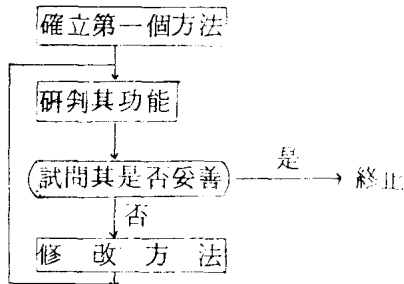 確立第一個方法
研判其功能
試問其是否妥善
是
終止
否
修改方法